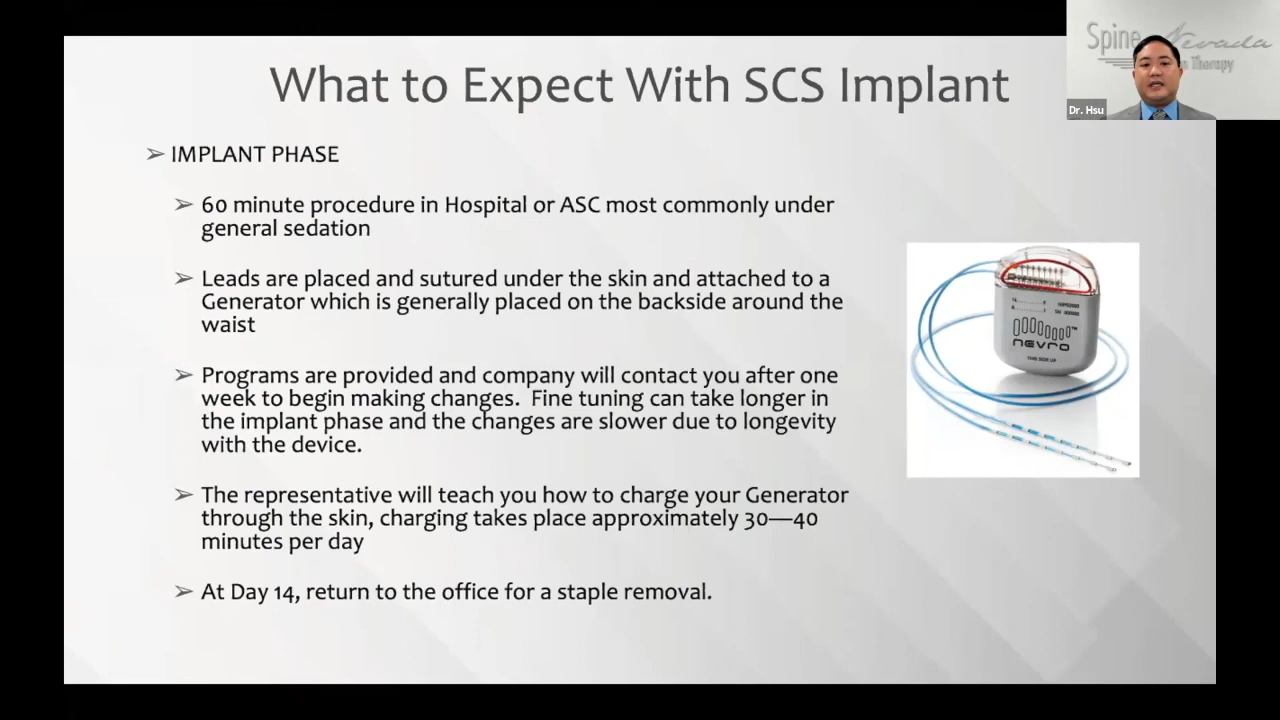 What to Expect With SCS Implant
Spine Nevada
Therapy
Dr. Hsu
➢ IMPLANT PHASE
➢ 60 minute procedure in Hospital or ASC most commonly under
general sedation
➢ Leads are placed and sutured under the skin and attached to a
Generator which is generally placed on the backside around the
waist
➢ Programs are provided and company will contact you after one
week to begin making changes.  Fine tuning can take longer in
the implant phase and the changes are slower due to longevity
with the device.
➢ The representative will teach you how to charge your Generator
through the skin, charging takes place approximately 30—40
minutes per day
➢ At Day 14, return to the office for a staple removal.
nevro
THIS SIDE UP